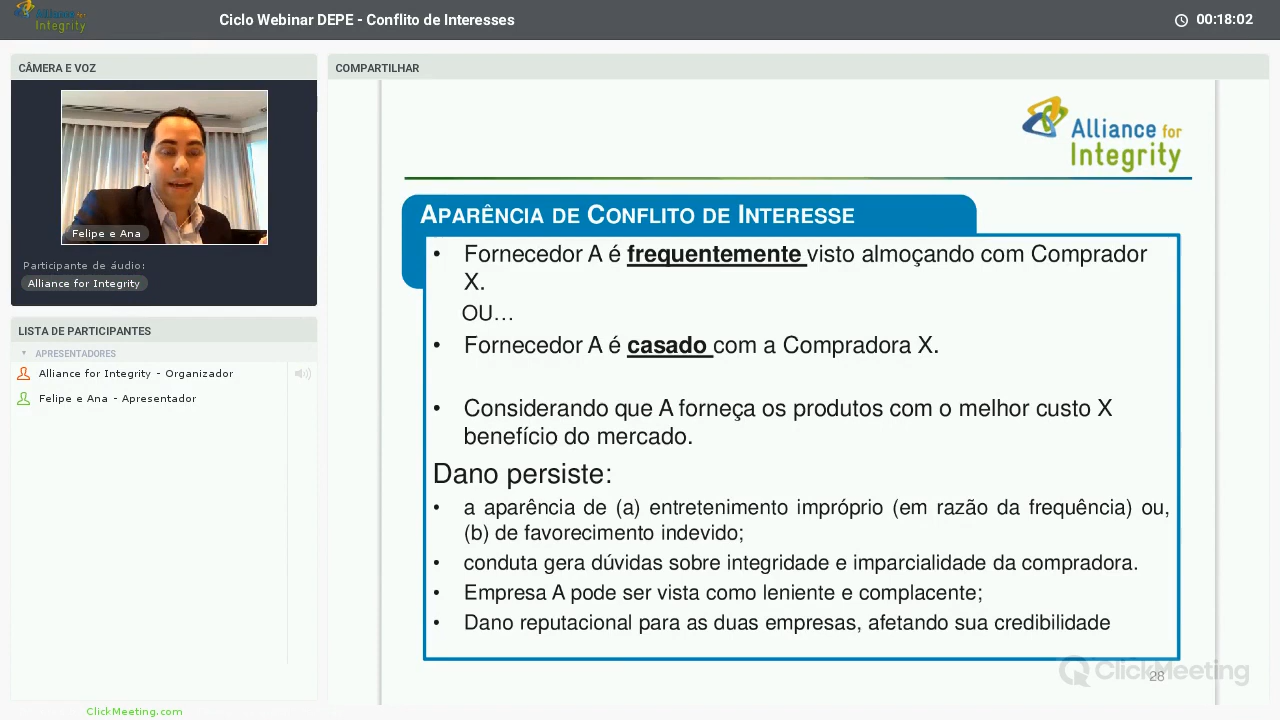 Alliance for
Integrity
Ciclo Webinar DEPE - Conflito de Interesses
00:18:02
CÂMERA E VOZ
Felipe e Ana
Participante de áudio:
Alliance for Integrity
LISTA DE PARTICIPANTES
APRESENTADORES
Alliance for Integrity - Organizador
Felipe e Ana - Apresentador
ClickMeeting.com
COMPARTILHAR
Alliance for
Integrity
APARÊNCIA DE CONFLITO DE INTERESSE
• Fornecedor A é frequentemente visto almoçando com Comprador
X.
OU...
• Fornecedor A é casado com a Compradora X.
• Considerando que A forneça os produtos com o melhor custo X
benefício do mercado.
Dano persiste:
• a aparência de (a) entretenimento impróprio (em razão da frequência) ou,
(b) de favorecimento indevido;
• conduta gera dúvidas sobre integridade e imparcialidade da compradora.
• Empresa A pode ser vista como leniente e complacente;
• Dano reputacional para as duas empresas, afetando sua credibilidade
ClickMeeting
28